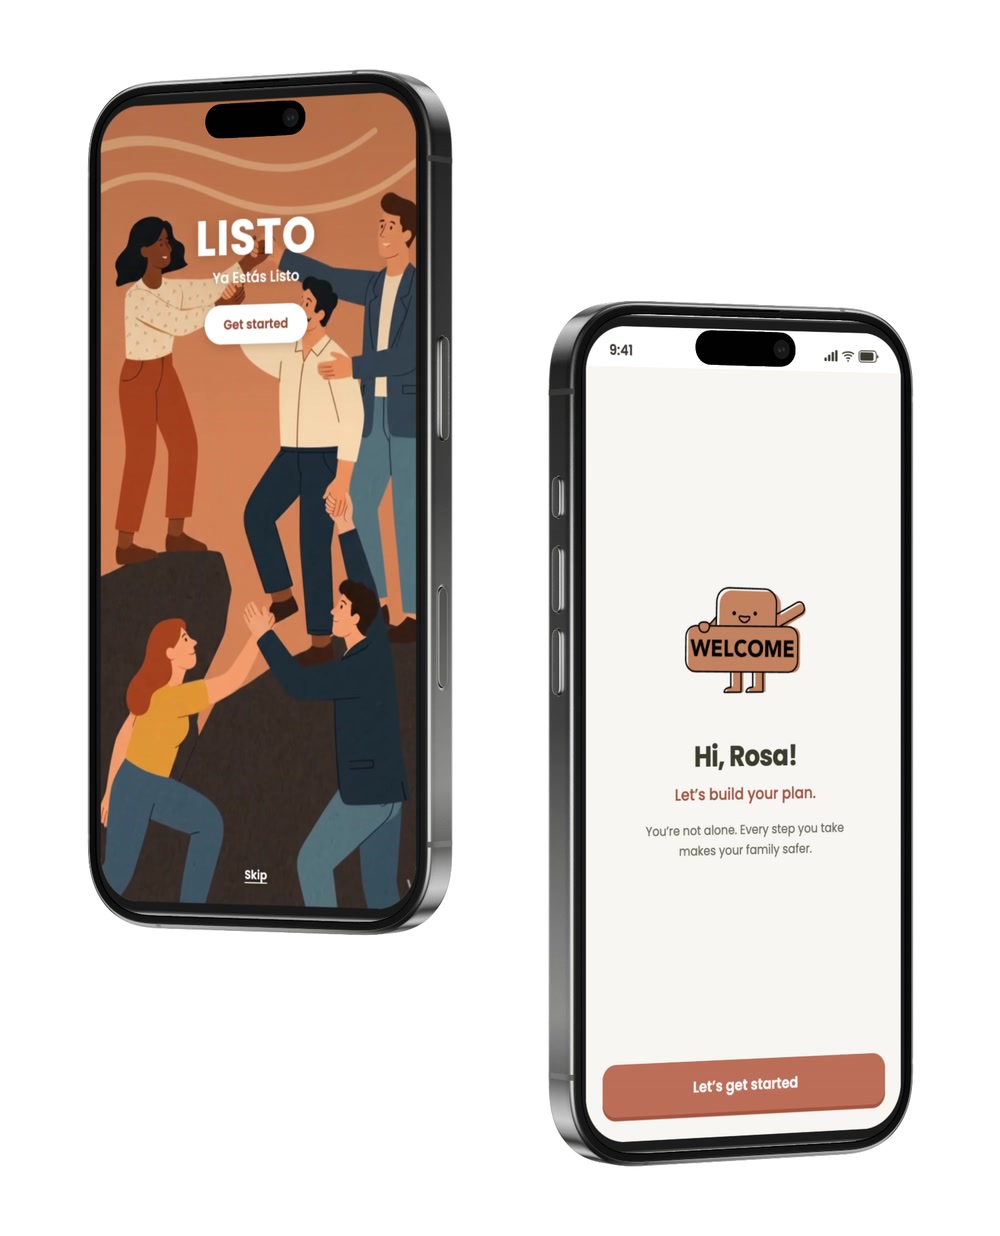 LISTO
Ya Estás Listo
Get started
Skip
9:41
WELCOME
Hi, Rosa!
Let's build your plan.
You're not alone. Every step you take
makes your family safer.
Let's get started